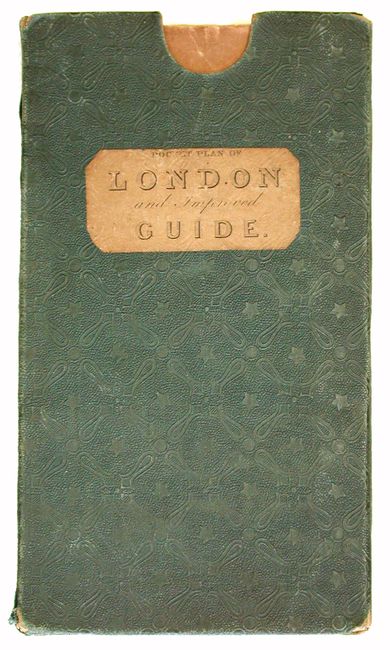 POCKET PLAN OF
LONDON
and Improved
GUIDE.